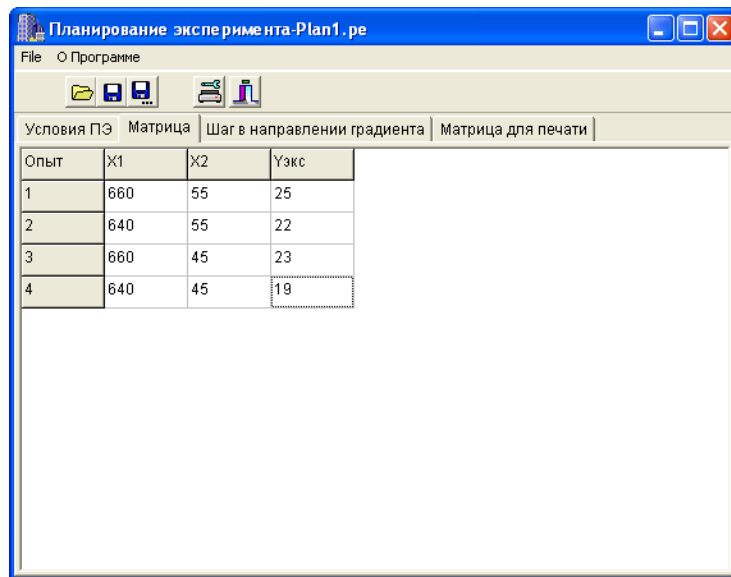 Планирование эксперимента-Plan1.pe
File О Программе
Условия ПЭ Матрица Шаг в направлении градиента Матрица для печати
Опыт X1 X2 Yэкс
1 660 55 25
2 640 55 22
3 660 45 23
4 640 45 19